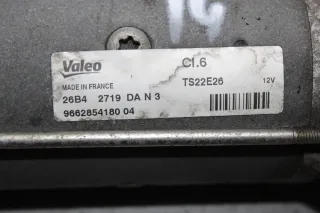 Valeo
C1.6
MADE IN FRANCE
TS22E26
12V
26B4 2719 DA N 3
9662854180 04